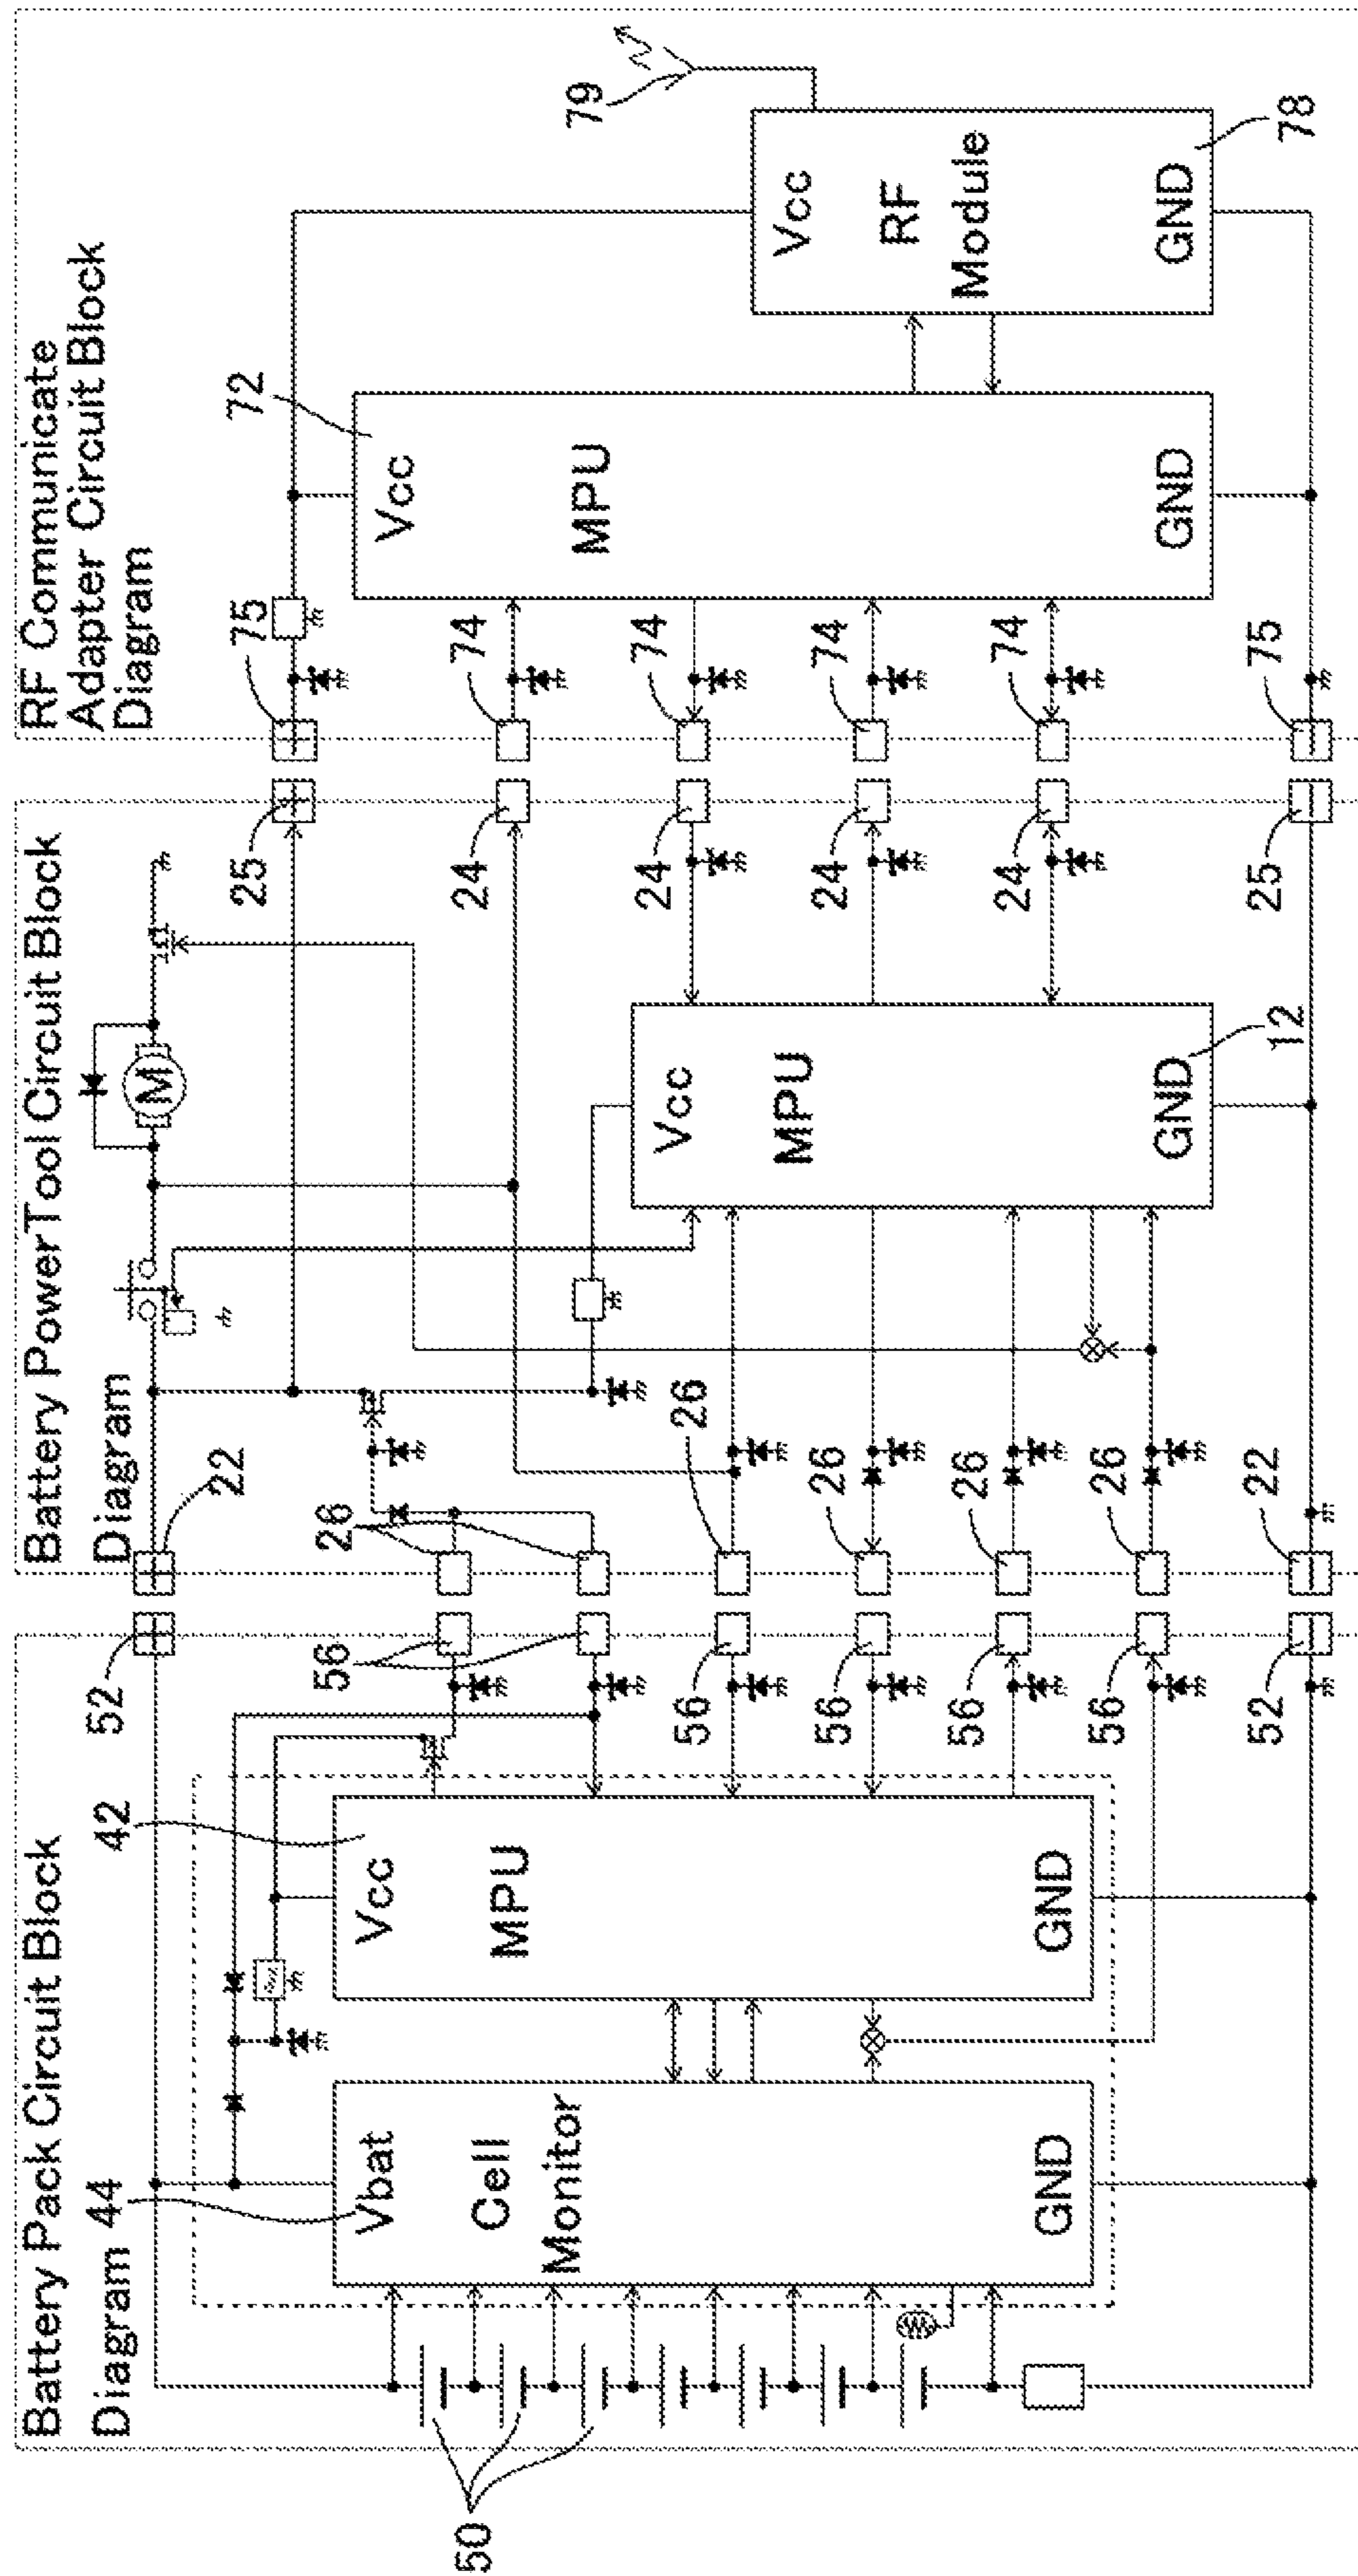 Battery Pack Circuit Block
Diagram
44
42
52
50
Vbat
Cell
Monitor
GND
Vcc
MPU
GND
56
56
56
56
56
52
Battery PowerTool Circuit Block
Diagram
22
26
26
26
26
26
22
M
Vcc
MPU
GND
12
25
24
24
24
24
25
RF Communicate
Adapter Circuit Block
Diagram
75
74
74
74
74
75
72
Vcc
MPU
GND
79
Vcc
RF
Module
GND
78